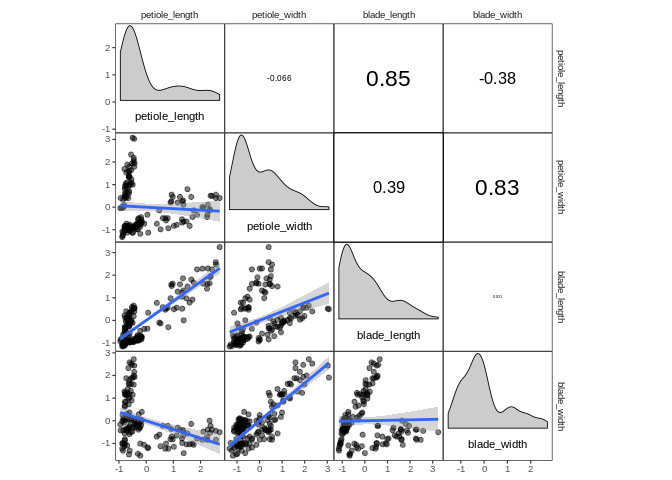 petiole_length petiole_width blade_length blade_width
2
1
0
-1
petiole_length
-0.066
0.85
-0.38
petiole_length
3
2
1
0
-1
petiole_width
0.39
0.83
petiole_width
3
2
1
0
-1
blade_length
0.021
blade_length
3
2
1
0
-1
blade_width
blade_width
-1 0 1 2 -1 0 1 2 3 -1 0 1 2 3 -1 0 1 2